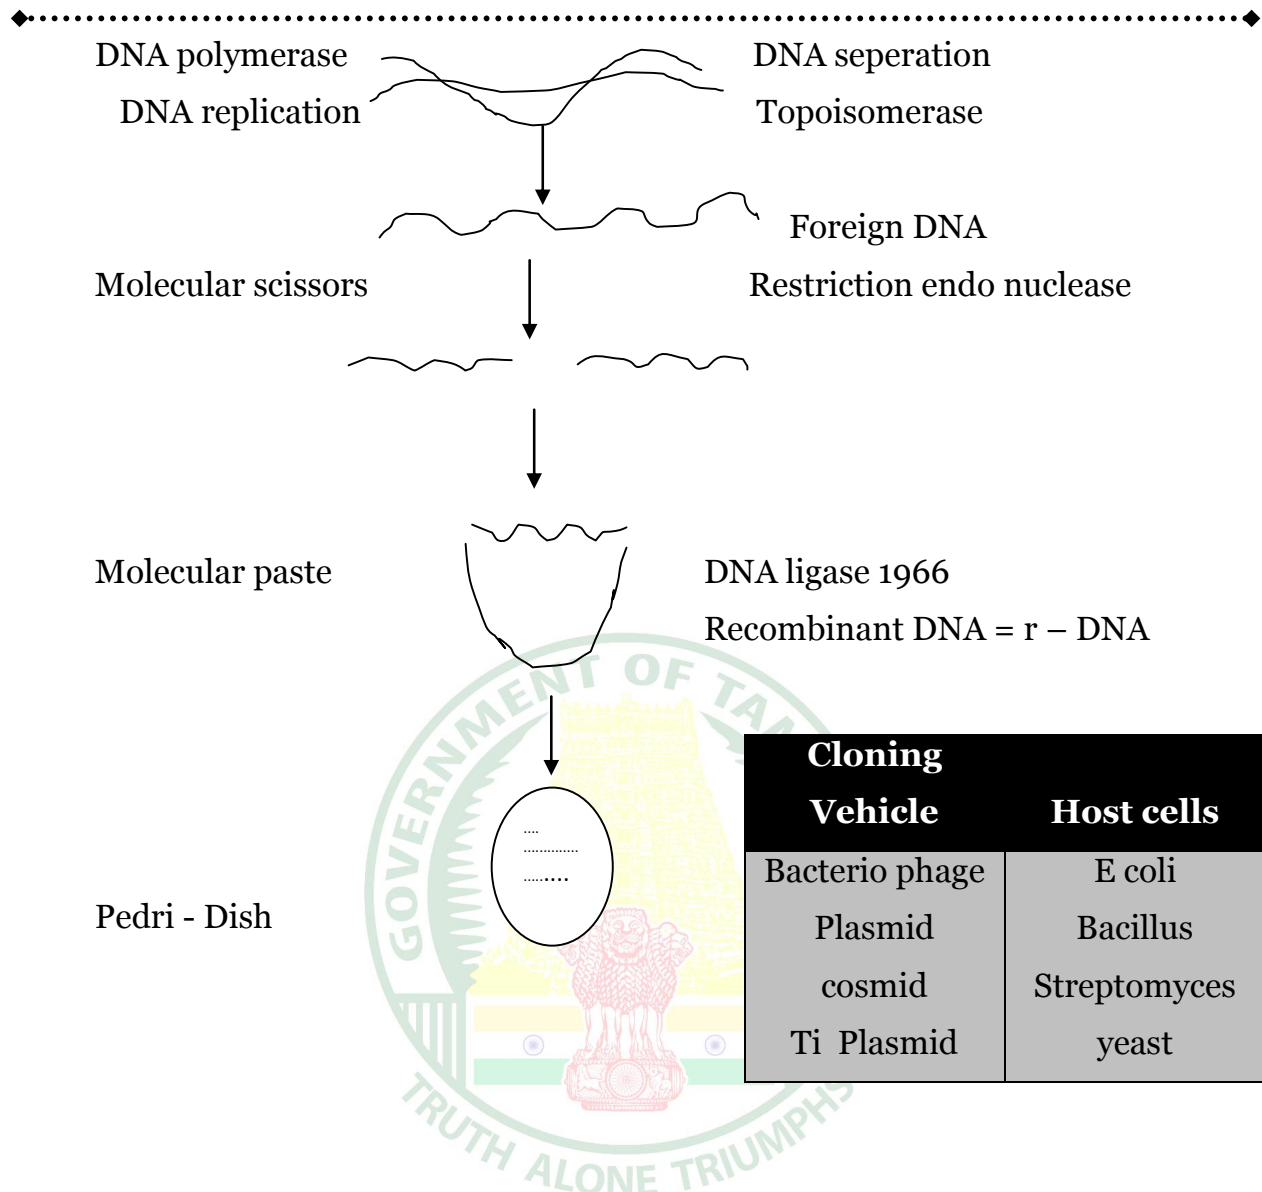 DNA polymerase DNA seperation
DNA replication Topoisomerase
Foreign DNA
Molecular scissors Restriction endo nuclease
Molecular paste DNA ligase 1966
Recombinant DNA = r – DNA
Pedri - Dish
Cloning Vehicle Host cells
Bacterio phage E coli
Plasmid Bacillus
cosmid Streptomyces
Ti Plasmid yeast
GOVERNMENT OF TAM
TRUTH ALONE TRIUMPHS